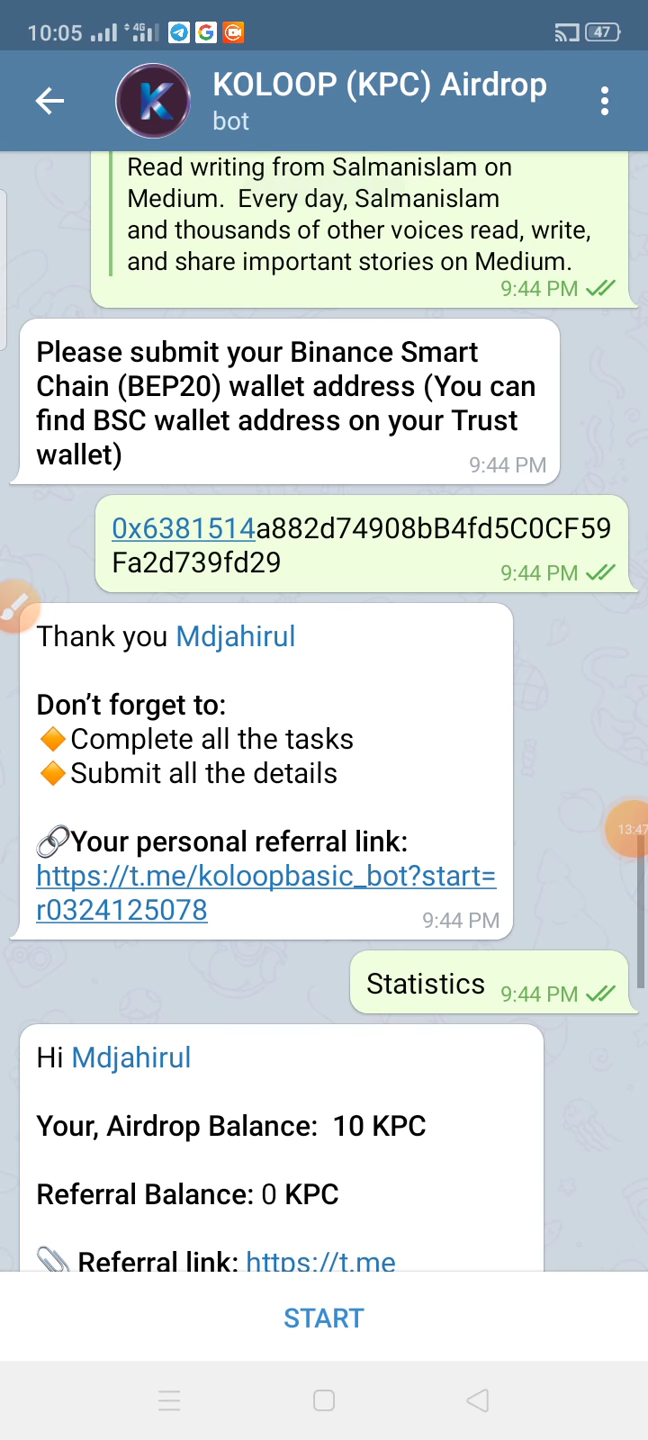 10:05
4G
47
KOLOOP (KPC) Airdrop
bot
Read writing from Salmanislam on
Medium. Every day, Salmanislam
and thousands of other voices read, write,
and share important stories on Medium.
9:44 PM
Please submit your Binance Smart
Chain (BEP20) wallet address (You can
find BSC wallet address on your Trust
wallet)
9:44 PM
0x6381514a882d74908bB4fd5C0CF59
Fa2d739fd29
9:44 PM
Thank you Mdjahirul
Don't forget to:
🔶Complete all the tasks
🔶Submit all the details
🔗Your personal referral link:
https://t.me/koloopbasic_bot?start=
r0324125078
9:44 PM
13:47
Statistics 9:44 PM
Hi Mdjahirul
Your, Airdrop Balance: 10 KPC
Referral Balance: 0 KPC
📎 Referral link: https://t.me
START